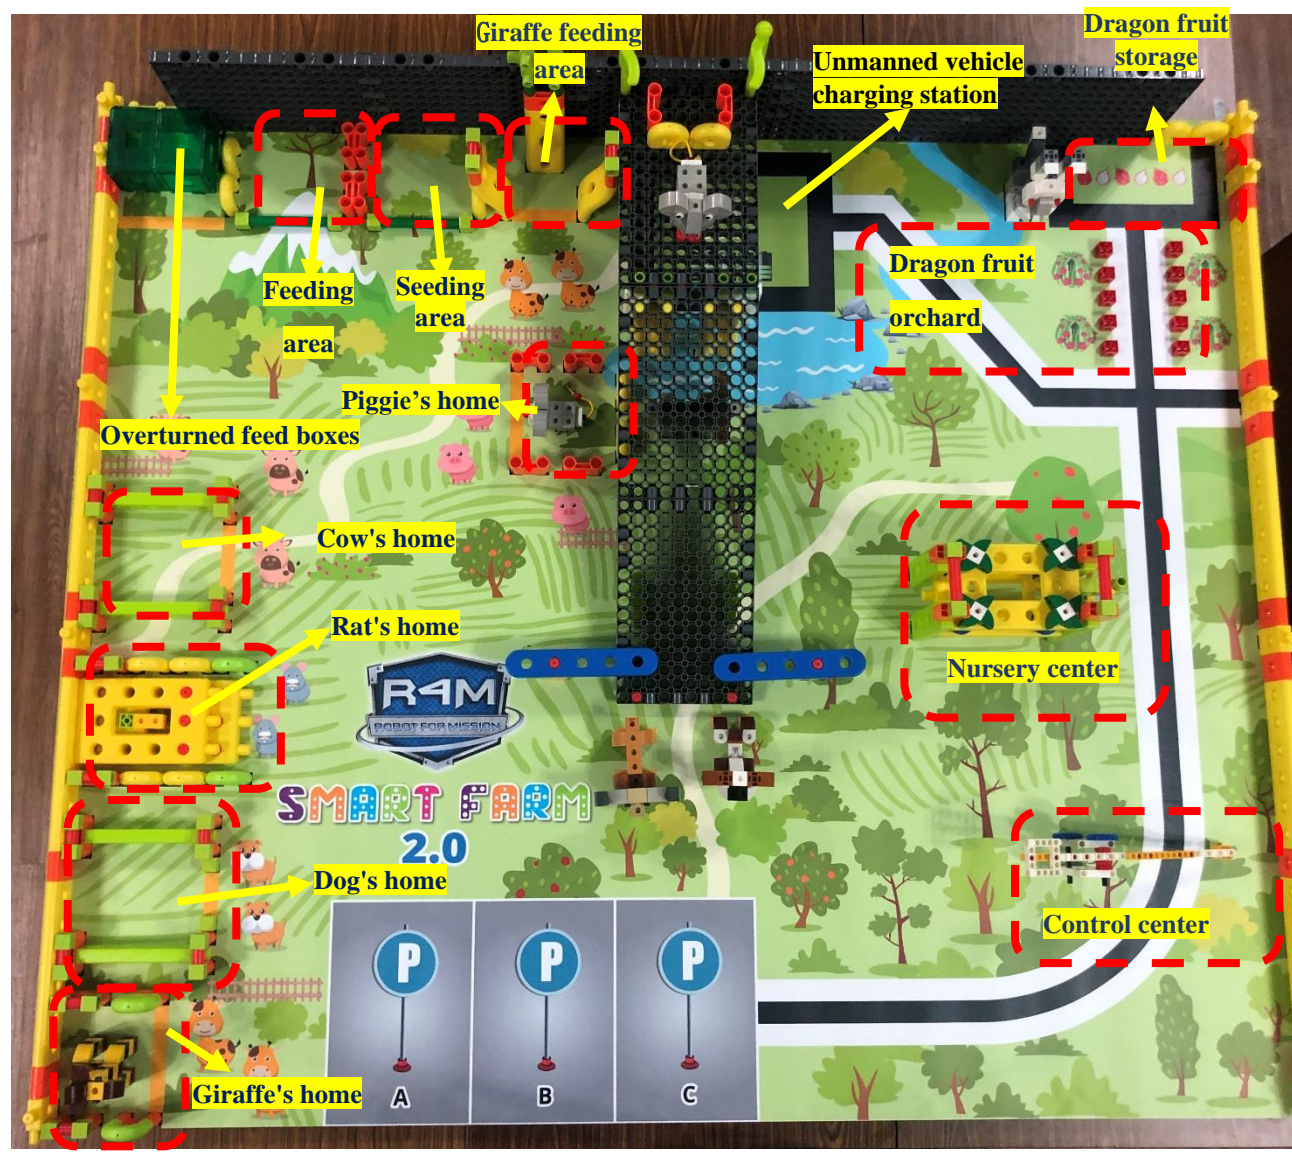 Giraffe feeding
area
Dragon fruit
storage
Unmanned vehicle
charging station
Feeding
area
Seeding
area
Dragon fruit
orchard
Piggie’s home
Overturned feed boxes
Cow's home
Rat's home
Nursery center
R4M
ROBOT FOR MISSION
SMART FARM
2.0
Dog's home
Control center
P
P
P
A
B
C
Giraffe's home